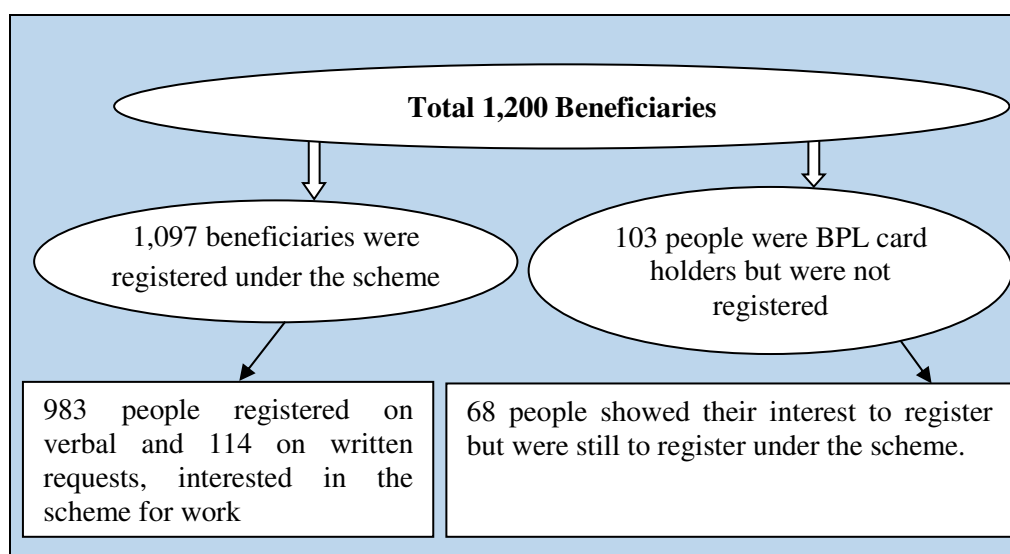 Total 1,200 Beneficiaries
1,097 beneficiaries were
registered under the scheme
103 people were BPL card
holders but were not
registered
983 people registered on
verbal and 114 on written
requests, interested in the
scheme for work
68 people showed their interest to register
but were still to register under the scheme.